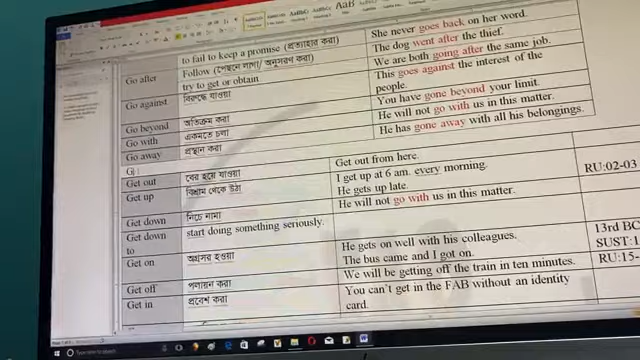 She never goes back on her word.
to fail to keep a promise (প্রত্যাহার করা)
The dog went after the thief.
Go after
Follow (পেছনে লাগা/ অনুসরণ করা)
We are both going after the same job.
try to get or obtain
This goes against the interest of the people.
Go against
বিরুদ্ধে যাওয়া
You have gone beyond your limit.
Go beyond
অতিক্রম করা
He will not go with us in this matter.
Go with
একমতে চলা
He has gone away with all his belongings.
Go away
প্রস্থান করা
Get out
বের হয়ে যাওয়া
Get out from here.
Get up
বিশ্রাম থেকে উঠা
I get up at 6 am. every morning.
He gets up late.
RU:02-03
Get down
নিচে নামা
He will not go with us in this matter.
Get down to
start doing something seriously.
Get on
অগ্রসর হওয়া
He gets on well with his colleagues.
The bus came and I got on.
13rd BC
SUST:1
Get off
পলায়ন করা
We will be getting off the train in ten minutes.
RU:15-
Get in
প্রবেশ করা
You can't get in the FAB without an identity card.